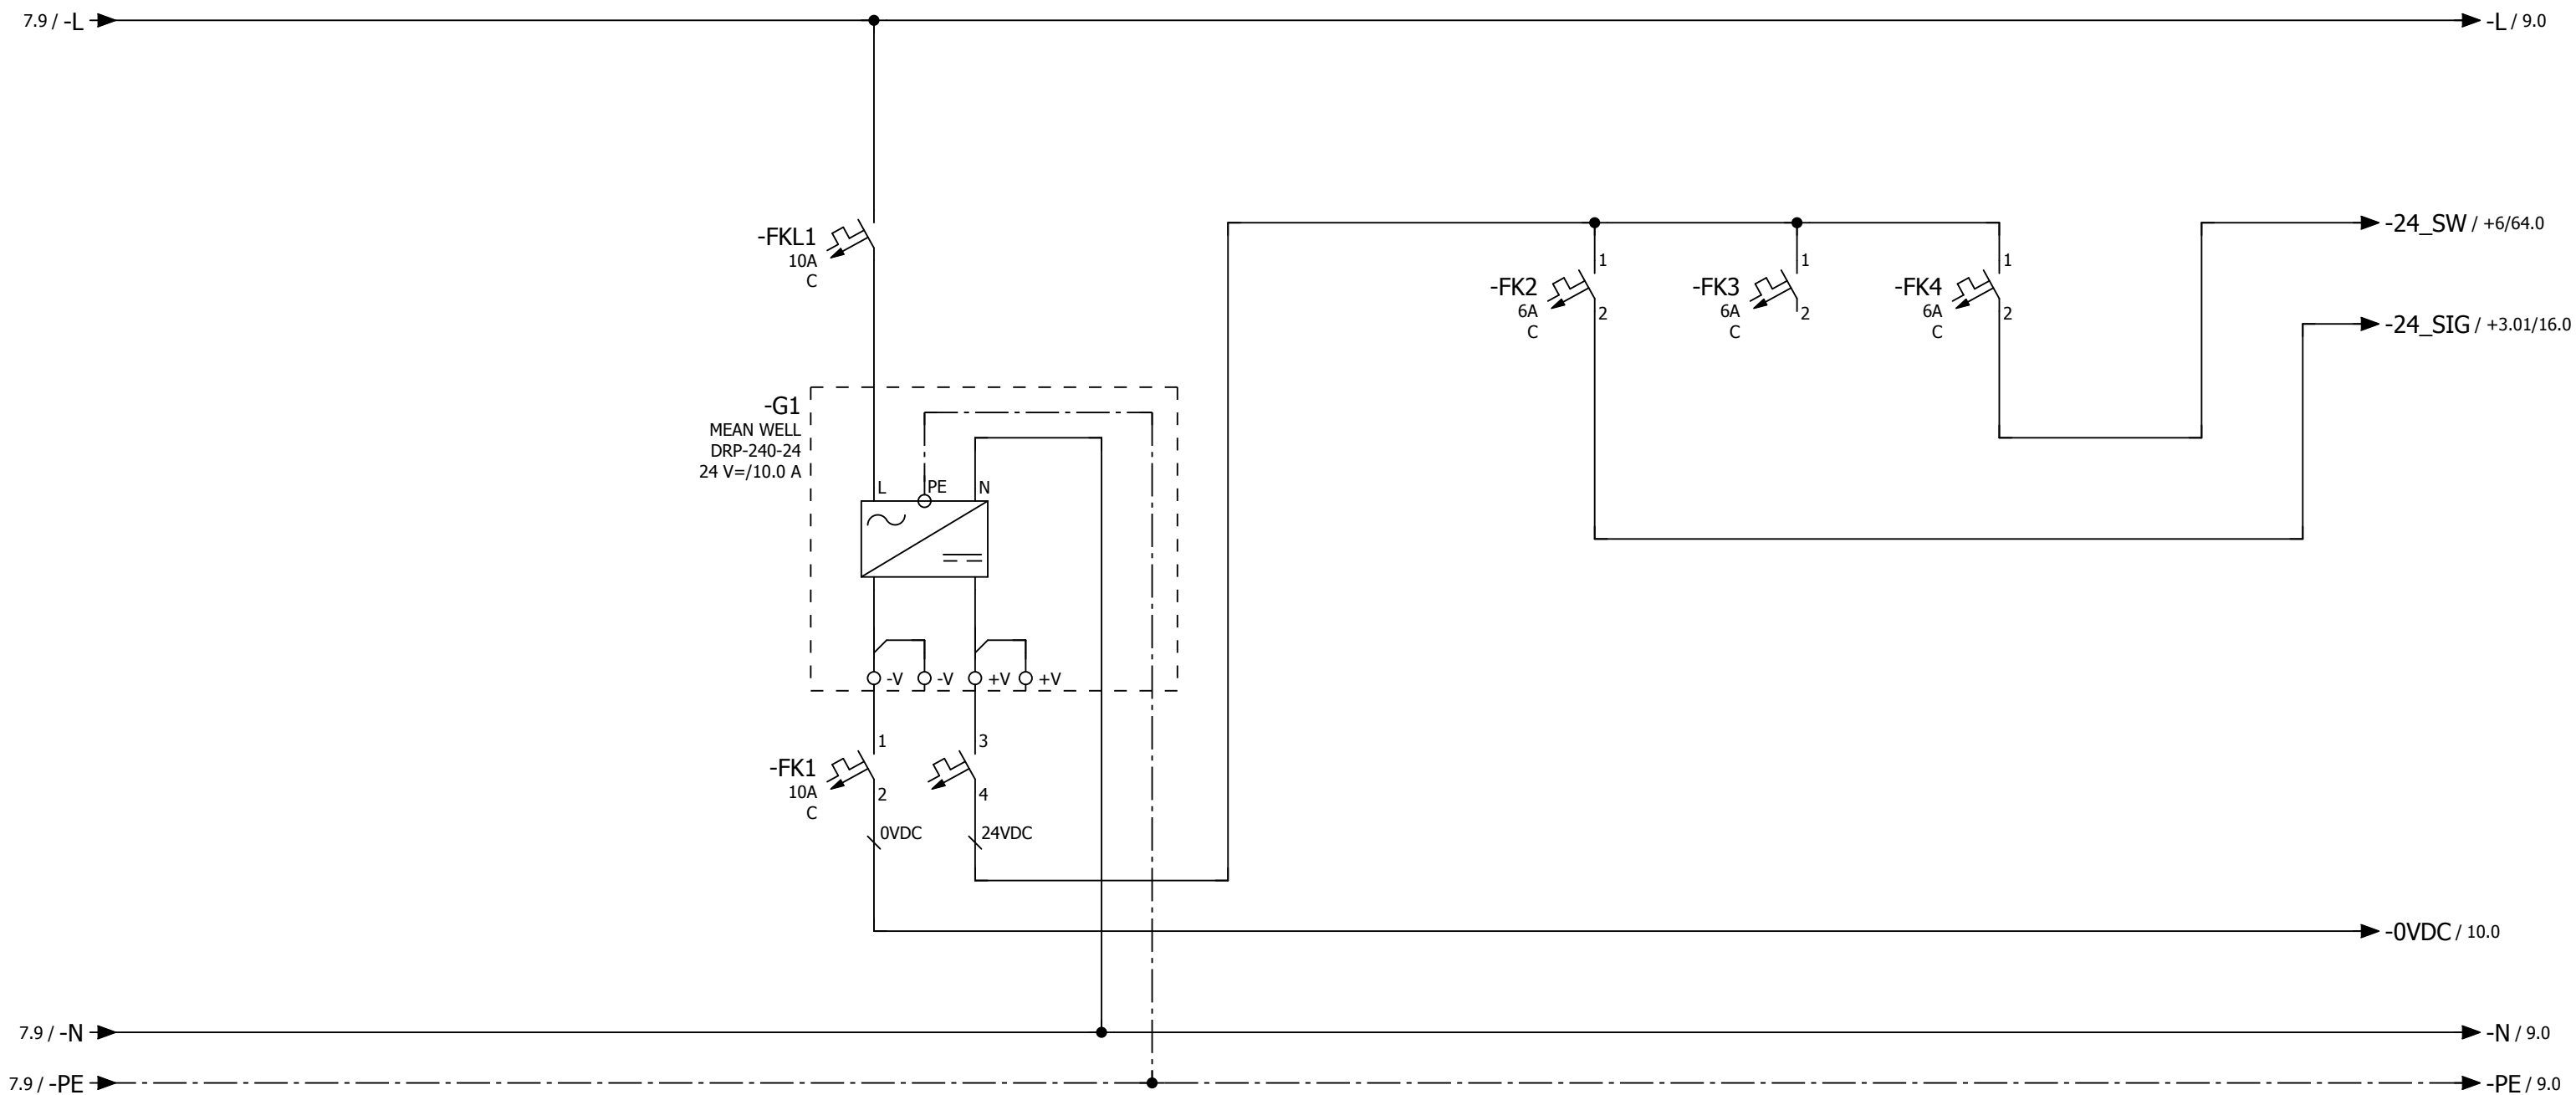 7.9 / -L
-L / 9.0
-FKL1
10A
C
-24_SW / +6/64.0
1
1
1
-FK2
6A
C
2
-FK3
6A
C
2
-FK4
6A
C
2
-24_SIG / +3.01/16.0
-G1
MEAN WELL
DRP-240-24
24 V=/10.0 A
L
PE
N
-V
-V
+V
+V
1
3
-FK1
10A
C
2
4
0VDC
24VDC
-0VDC / 10.0
7.9 / -N
-N / 9.0
7.9 / -PE
-PE / 9.0